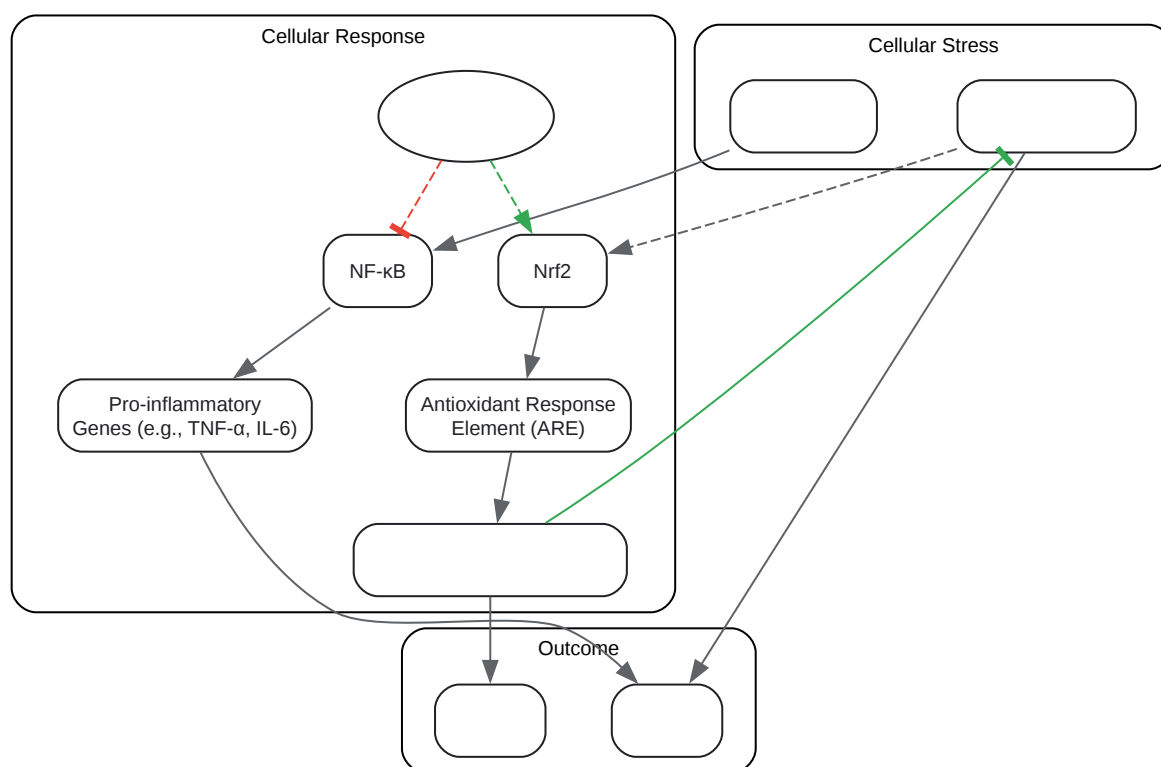 Cellular Response
Cellular Stress
NF-κB
Nrf2
Pro-inflammatory
Genes (e.g., TNF-α, IL-6)
Antioxidant Response
Element (ARE)
Outcome